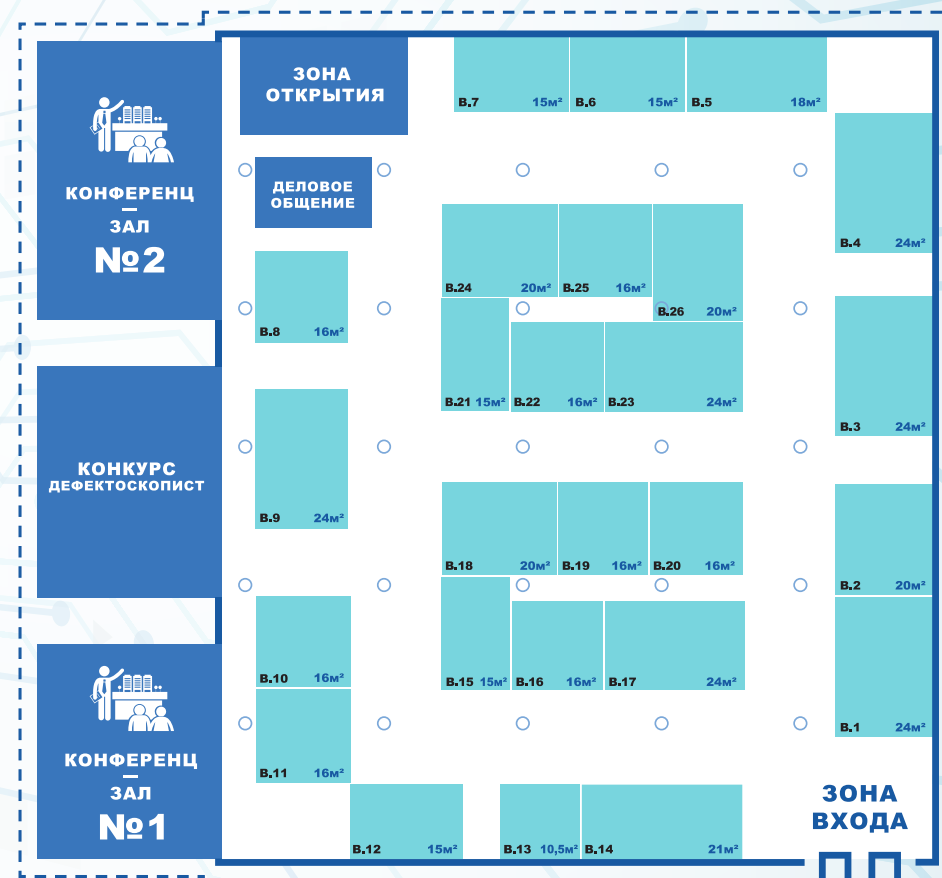 ЗОНА
ОТКРЫТИЯ
B.7 15м²
B.6 15м²
B.5 18м²
КОНФЕРЕНЦ
—
ЗАЛ
№2
ДЕЛОВОЕ
ОБЩЕНИЕ
B.4 24м²
B.24 20м²
B.25 16м²
B.26 20м²
B.8 16м²
B.21 15м²
B.22 16м²
B.23 24м²
B.3 24м²
КОНКУРС
ДЕФЕКТОСКОПИСТ
B.9 24м²
B.18 20м²
B.19 16м²
B.20 16м²
B.2 20м²
B.10 16м²
B.15 15м²
B.16 16м²
B.17 24м²
B.1 24м²
B.11 16м²
КОНФЕРЕНЦ
—
ЗАЛ
№1
B.12 15м²
B.13 10,5м²
B.14 21м²
ЗОНА
ВХОДА